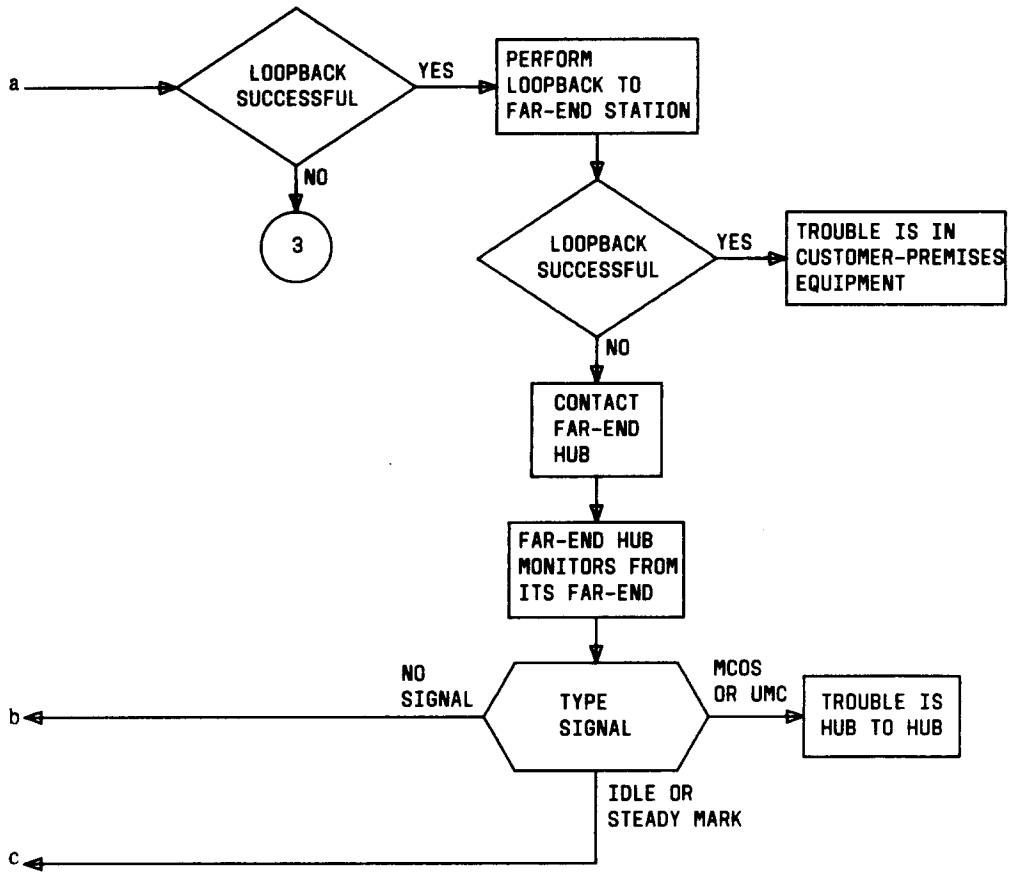 a
LOOPBACK
SUCCESSFUL
YES
PERFORM
LOOPBACK TO
FAR-END STATION
NO
3
LOOPBACK
SUCCESSFUL
YES
TROUBLE IS IN
CUSTOMER-PREMISES
EQUIPMENT
NO
CONTACT
FAR-END
HUB
FAR-END HUB
MONITORS FROM
ITS FAR-END
NO
SIGNAL
b
TYPE
SIGNAL
MCOS
OR UMC
TROUBLE IS
HUB TO HUB
IDLE OR
STEADY MARK
c